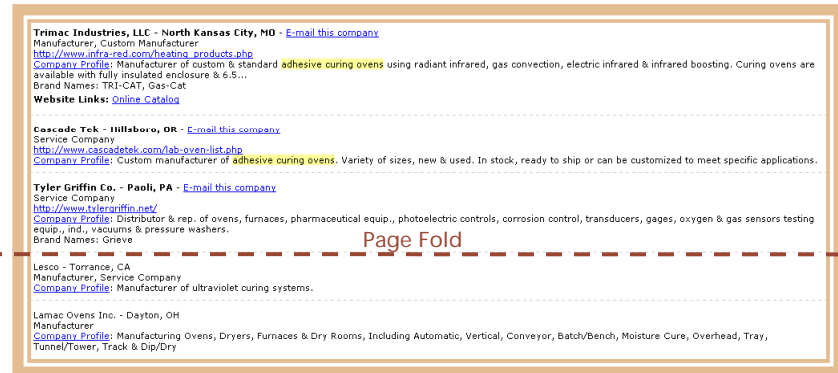 Trimac Industries, LLC - North Kansas City, MO - E-mail this company
Manufacturer, Custom Manufacturer
http://www.infra-red.com/heating_products.php
Company Profile: Manufacturer of custom & standard adhesive curing ovens using radiant infrared, gas convection, electric infrared & infrared boosting. Curing ovens are
available with fully insulated enclosure & 6.5...
Brand Names: TRI-CAT, Gas-Cat
Website Links: Online Catalog
Cascade Tek - Hillsboro, OR - E-mail this company
Service Company
http://www.cascadetek.com/lab-oven-list.php
Company Profile: Custom manufacturer of adhesive curing ovens. Variety of sizes, new & used. In stock, ready to ship or can be customized to meet specific applications.
Tyler Griffin Co. - Paoli, PA - E-mail this company
Service Company
http://www.tylergriffin.net/
Company Profile: Distributor & rep. of ovens, furnaces, pharmaceutical equip., photoelectric controls, corrosion control, transducers, gages, oxygen & gas sensors testing
equip., ind., vacuums & pressure washers.
Brand Names: Grieve
Page Fold
Lesco - Torrance, CA
Manufacturer, Service Company
Company Profile: Manufacturer of ultraviolet curing systems.
Lamac Ovens Inc. - Dayton, OH
Manufacturer
Company Profile: Manufacturing Ovens, Dryers, Furnaces & Dry Rooms, Including Automatic, Vertical, Conveyor, Batch/Bench, Moisture Cure, Overhead, Tray,
Tunnel/Tower, Track & Dip/Dry